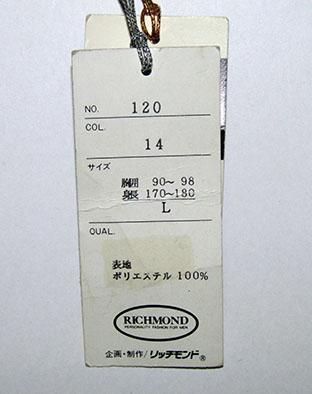 NO. 120
COL.
14
サイズ
胸囲 90~ 98
身長 170~180
L
QUAL.
表地
ポリエステル 100%
RICHMOND
PERSONALITY FASHION FOR MEN
企画・制作/リッチモンド®